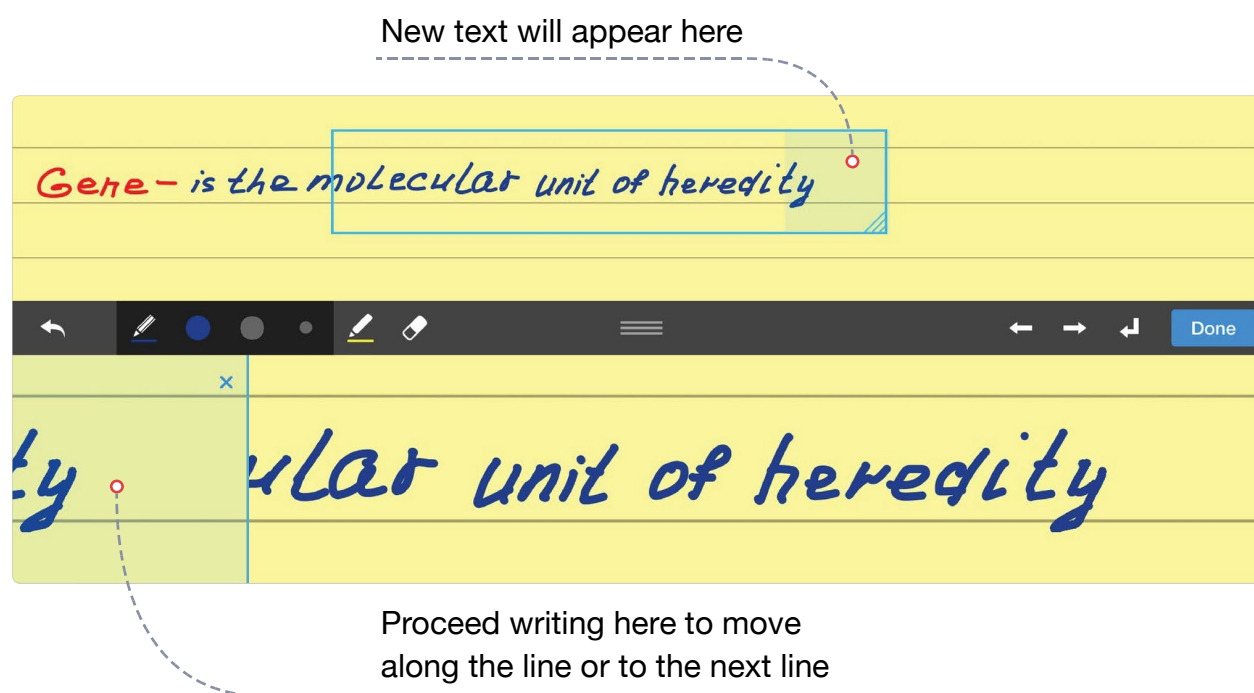 New text will appear here
Gene – is the molecular unit of heredity
Done
ty
ular unit of heredity
Proceed writing here to move
along the line or to the next line